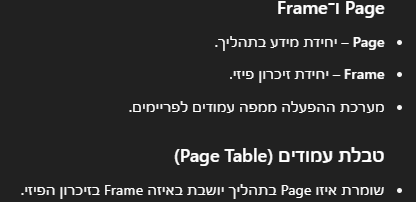 Page ו־Frame
• Page – יחידת מידע בתהליך.
• Frame – יחידת זיכרון פיזי.
• מערכת ההפעלה ממפה עמודים לפריימים.
טבלת עמודים (Page Table)
• שומרת איזו Page בתהליך יושבת באיזה Frame בזיכרון הפיזי.